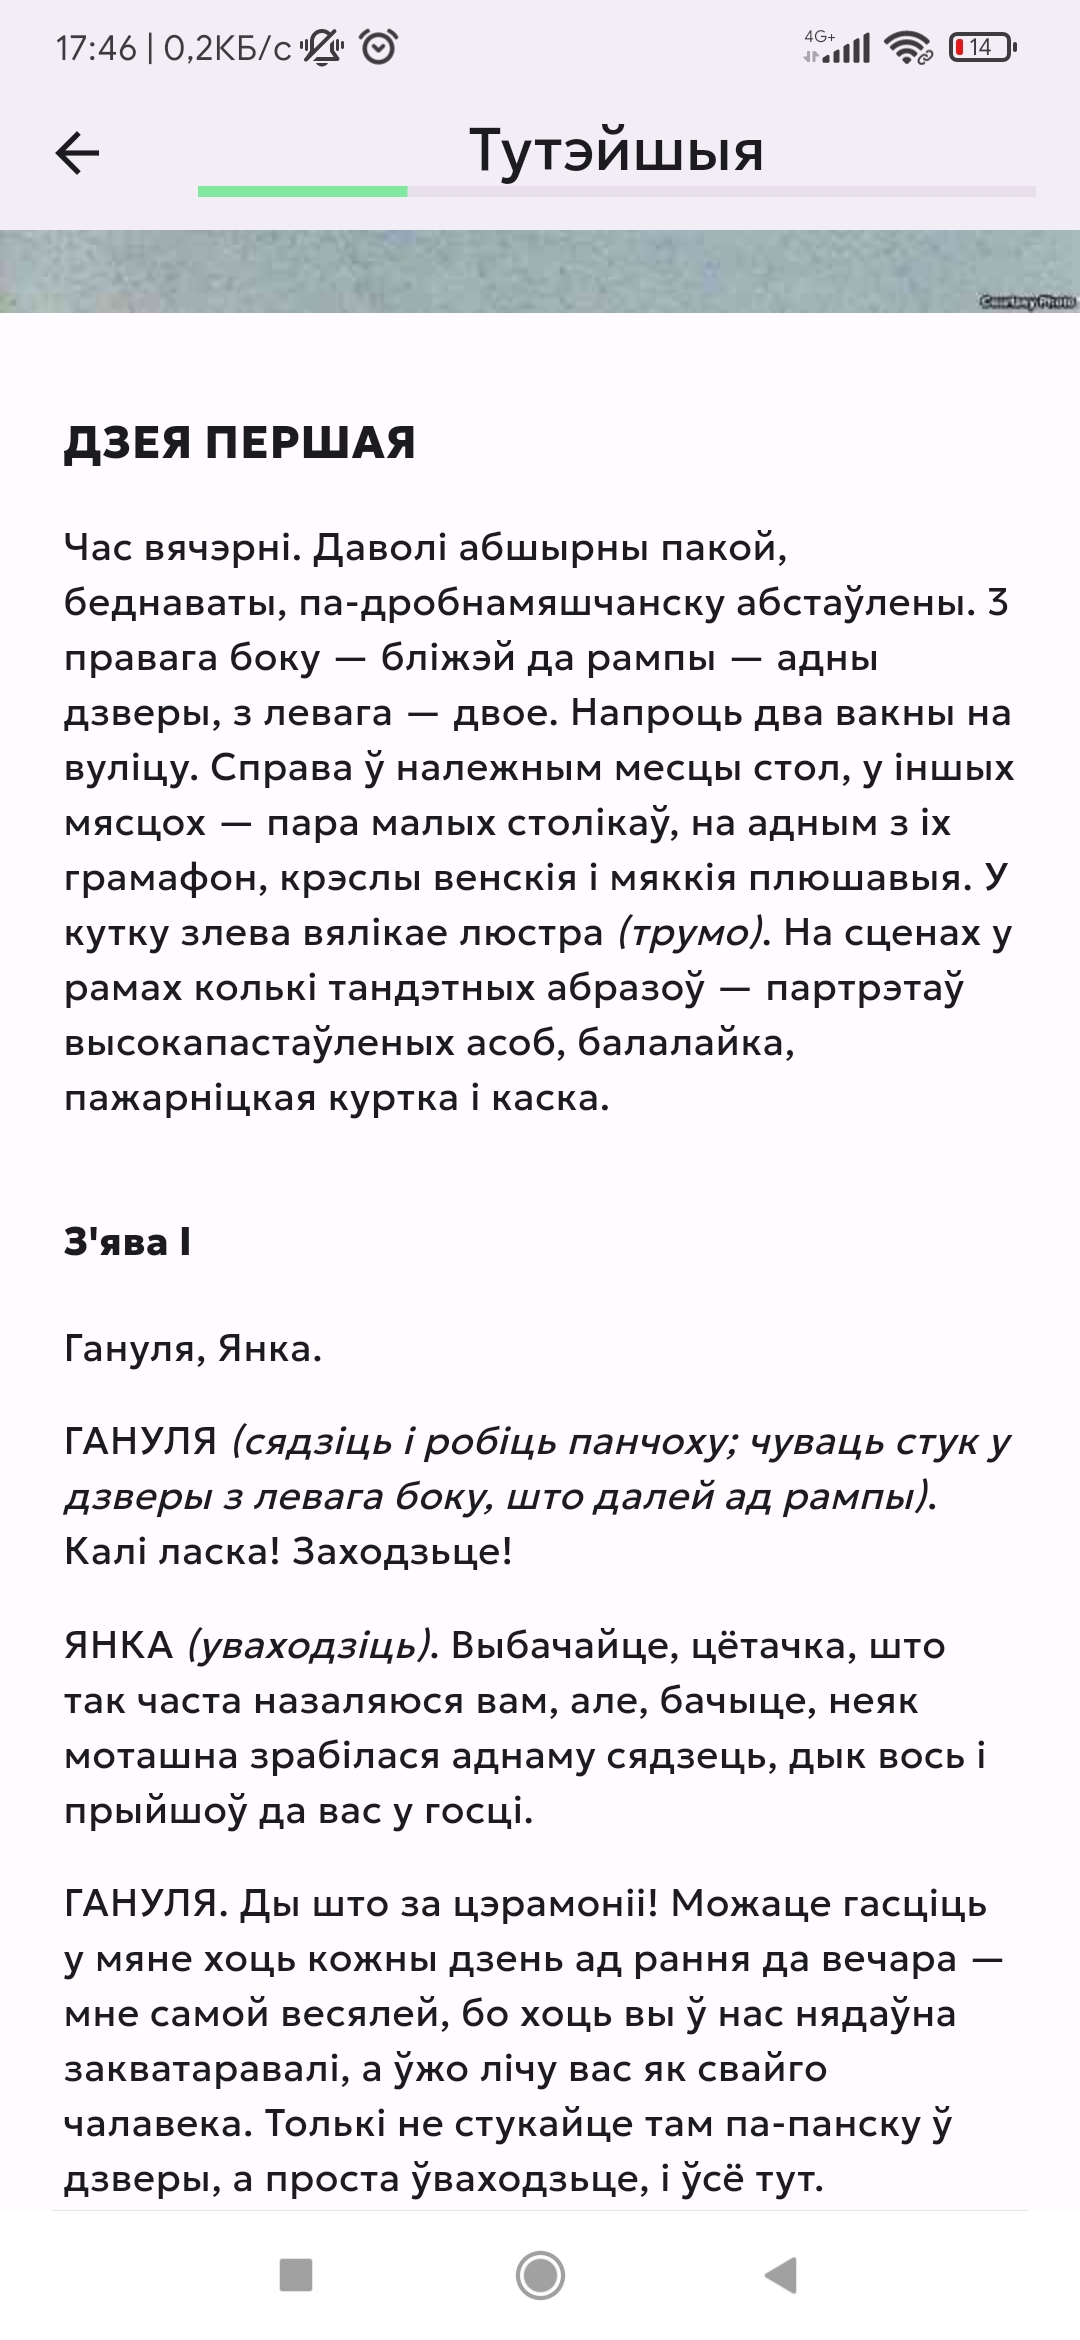 17:46 | 0,2КБ/с
4G+
14
Тутэйшыя
Courtesy Photo
ДЗЕЯ ПЕРШАЯ
Час вячэрні. Даволі абшырны пакой,
беднаваты, па-дробнамяшчанску абстаўлены. З
правага боку — бліжэй да рампы — адны
дзверы, з левага — двое. Напроць два вакны на
вуліцу. Справа ў належным месцы стол, у іншых
мясцох — пара малых столікаў, на адным з іх
грамафон, крэслы венскія і мяккія плюшавыя. У
кутку злева вялікае люстра (трумо). На сценах у
рамах колькі тандэтных абразоў — партрэтаў
высокапастаўленых асоб, балалайка,
пажарніцкая куртка і каска.
З'ява І
Гануля, Янка.
ГАНУЛЯ (сядзіць і робіць панчоху; чуваць стук у
дзверы з левага боку, што далей ад рампы).
Калі ласка! Заходзьце!
ЯНКА (уваходзіць). Выбачайце, цётачка, што
так часта назаляюся вам, але, бачыце, неяк
моташна зрабілася аднаму сядзець, дык вось і
прыйшоў да вас у госці.
ГАНУЛЯ. Ды што за цэрамоніі! Можаце гасціць
у мяне хоць кожны дзень ад рання да вечара —
мне самой весялей, бо хоць вы ў нас нядаўна
закватаравалі, а ўжо лічу вас як свайго
чалавека. Толькі не стукайце там па-панску ў
дзверы, а проста ўваходзьце, і ўсё тут.